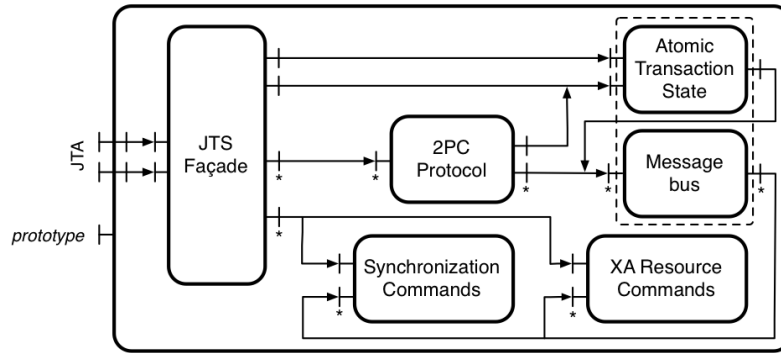 Atomic
Transaction
State
JTA
JTS
Façade
2PC
Protocol
Message
bus
*
*
*
*
*
prototype
*
Synchronization
Commands
XA Resource
Commands
*
*